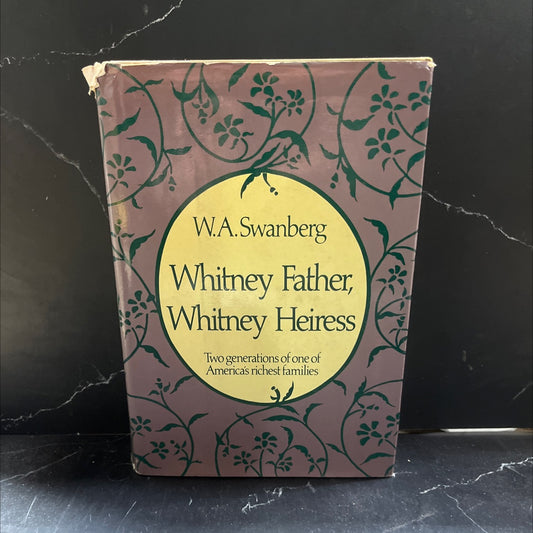 W.A. Swanberg
Whitney Father,
Whitney Heiress
Two generations of one of
America's richest families